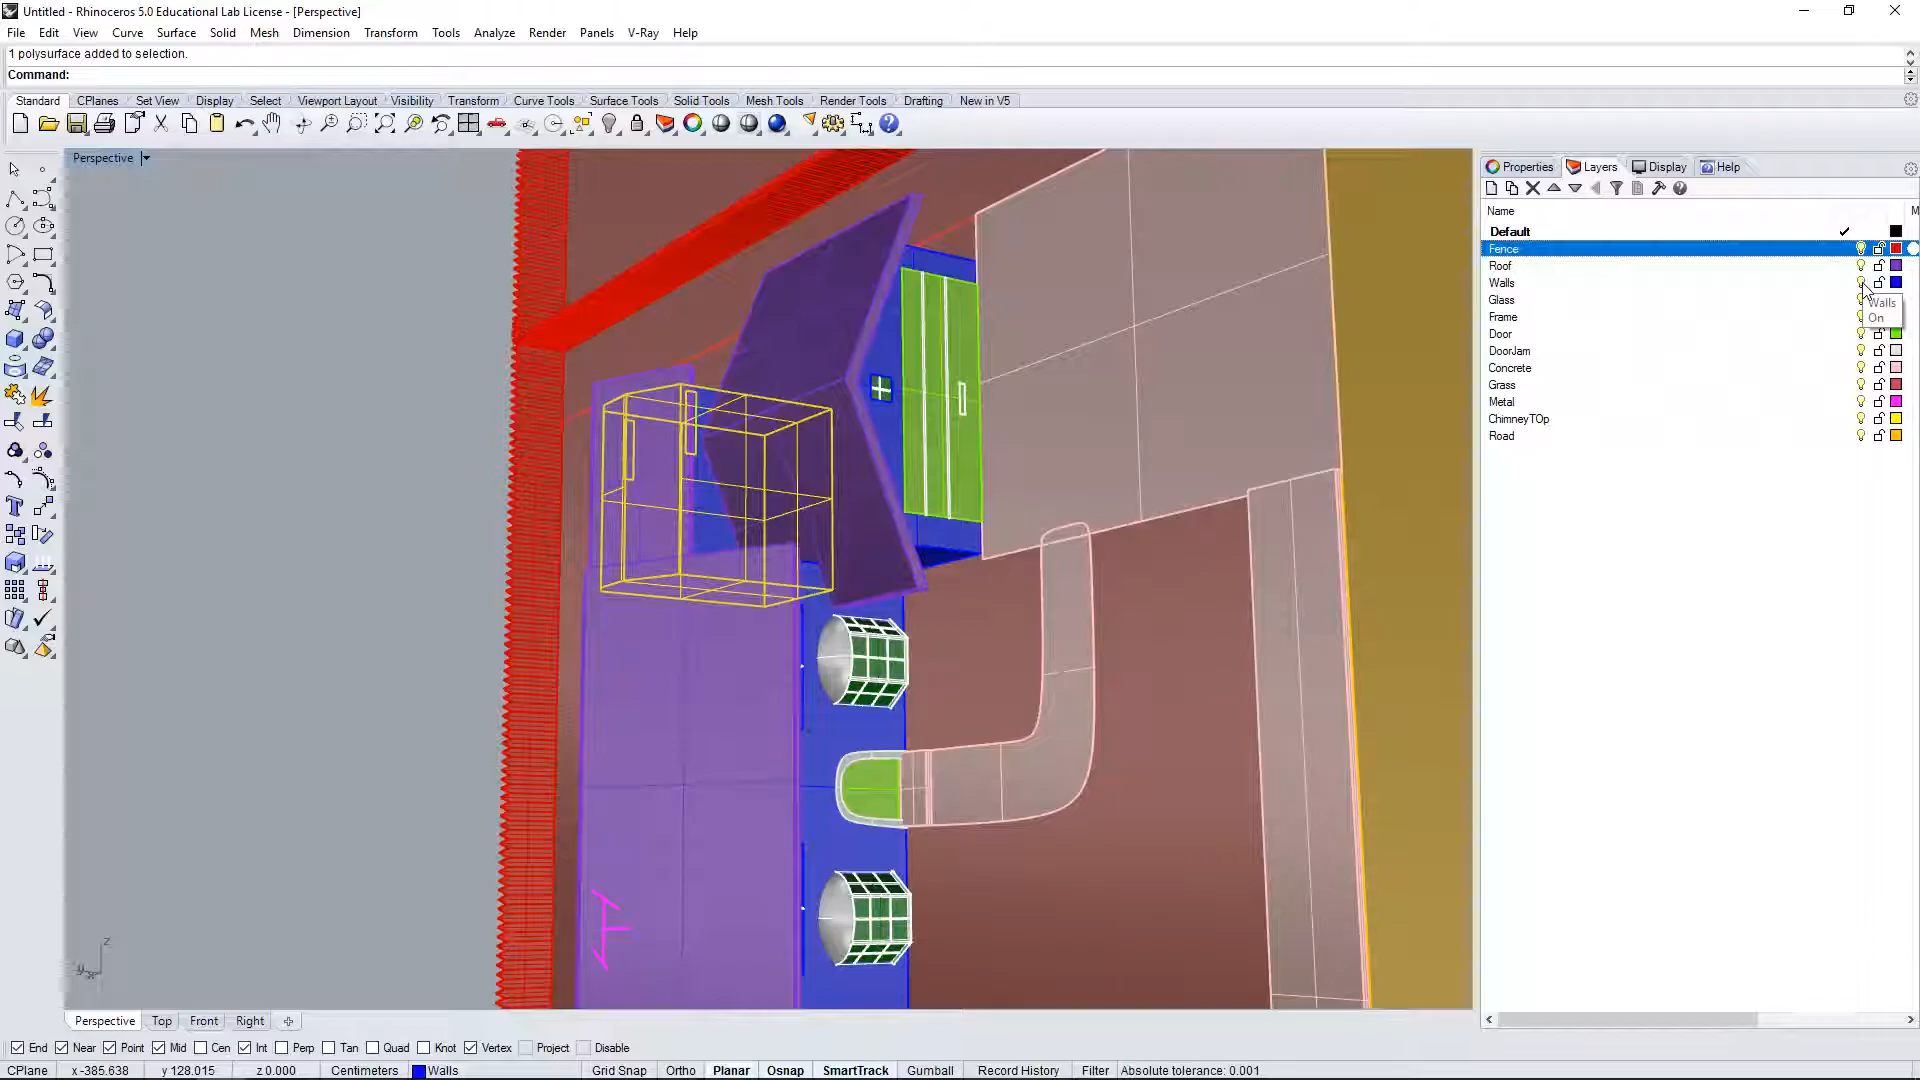 Untitled - Rhinoceros 5.0 Educational Lab License - [Perspective]
File Edit View Curve Surface Solid Mesh Dimension Transform Tools Analyze Render Panels V-Ray Help
1 polysurface added to selection.
Command:
Standard CPlanes Set View Display Select Viewport Layout Visibility Transform Curve Tools Surface Tools Solid Tools Mesh Tools Render Tools Drafting New in V5
Perspective
Properties Layers Display Help
Name M
Default
Fence
Roof
Walls
Glass
Walls
On
Frame
Door
DoorJam
Concrete
Grass
Metal
ChimneyTOp
Road
z
y
Perspective Top Front Right
End Near Point Mid Cen Int Perp Tan Quad Knot Vertex Project Disable
CPlane x -385.638 y 128.015 z 0.000 Centimeters Walls Grid Snap Ortho Planar Osnap SmartTrack Gumball Record History Filter Absolute tolerance: 0.001